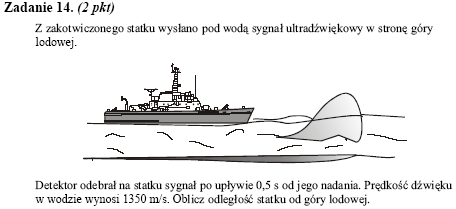 Zadanie 14. (2 pkt)
Z zakotwiczonego statku wysłano pod wodą sygnał ultradźwiękowy w stronę góry
lodowej.
Detektor odebrał na statku sygnał po upływie 0,5 s od jego nadania. Prędkość dźwięku
w wodzie wynosi 1350 m/s. Oblicz odległość statku od góry lodowej.